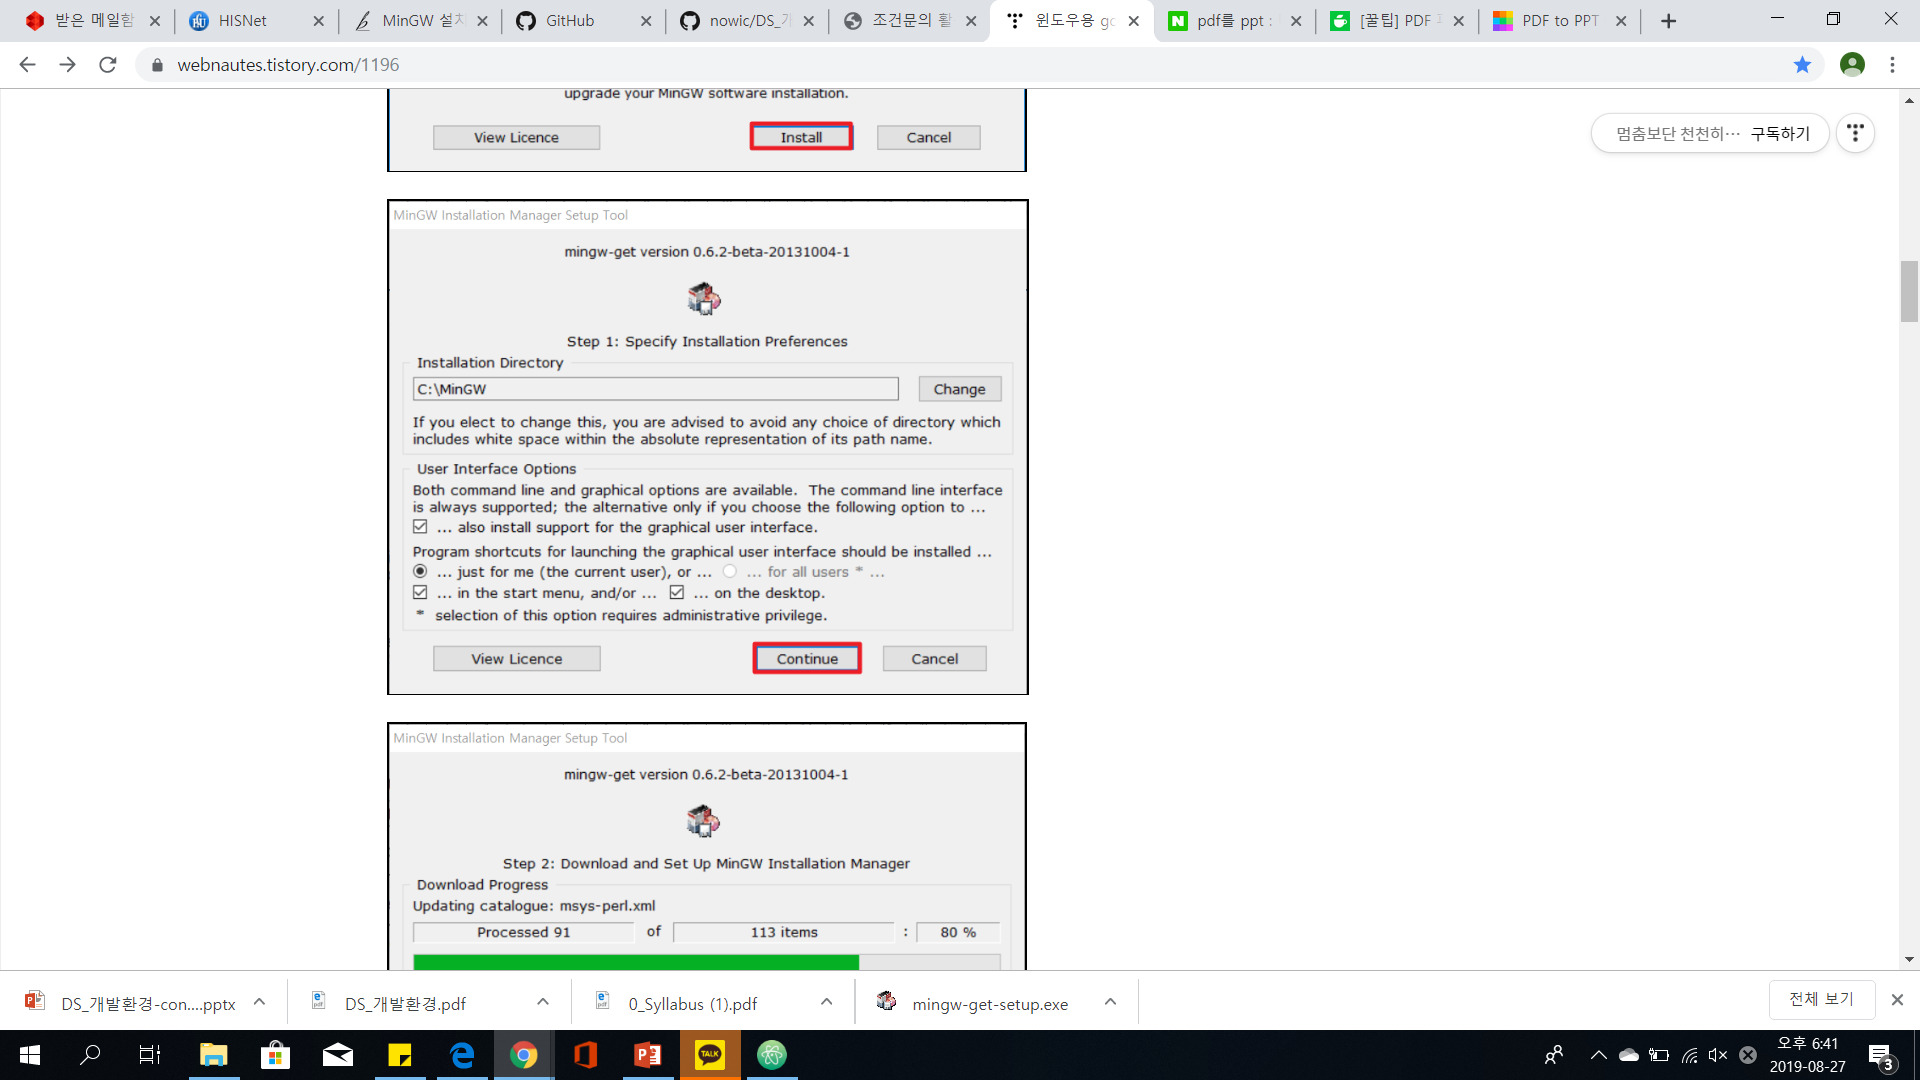 받은 메일함
HISNet
MinGW 설치
GitHub
nowic/DS_
조건문의 활
윈도우용 gc
pdf를 ppt :
[꿀팁] PDF
PDF to PPT
webnautes.tistory.com/1196
멈춤보단 천천히… 구독하기
upgrade your MinGW software installation.
View Licence
Install
Cancel
MinGW Installation Manager Setup Tool
mingw-get version 0.6.2-beta-20131004-1
Step 1: Specify Installation Preferences
Installation Directory
C:\MinGW
Change
If you elect to change this, you are advised to avoid any choice of directory which
includes white space within the absolute representation of its path name.
User Interface Options
Both command line and graphical options are available. The command line interface
is always supported; the alternative only if you choose the following option to ...
... also install support for the graphical user interface.
Program shortcuts for launching the graphical user interface should be installed ...
... just for me (the current user), or ... ... for all users * ...
... in the start menu, and/or ... ... on the desktop.
* selection of this option requires administrative privilege.
View Licence
Continue
Cancel
MinGW Installation Manager Setup Tool
mingw-get version 0.6.2-beta-20131004-1
Step 2: Download and Set Up MinGW Installation Manager
Download Progress
Updating catalogue: msys-perl.xml
Processed 91 of 113 items : 80 %
DS_개발환경-con....pptx
DS_개발환경.pdf
0_Syllabus (1).pdf
mingw-get-setup.exe
전체 보기
TALK
오후 6:41
2019-08-27
3